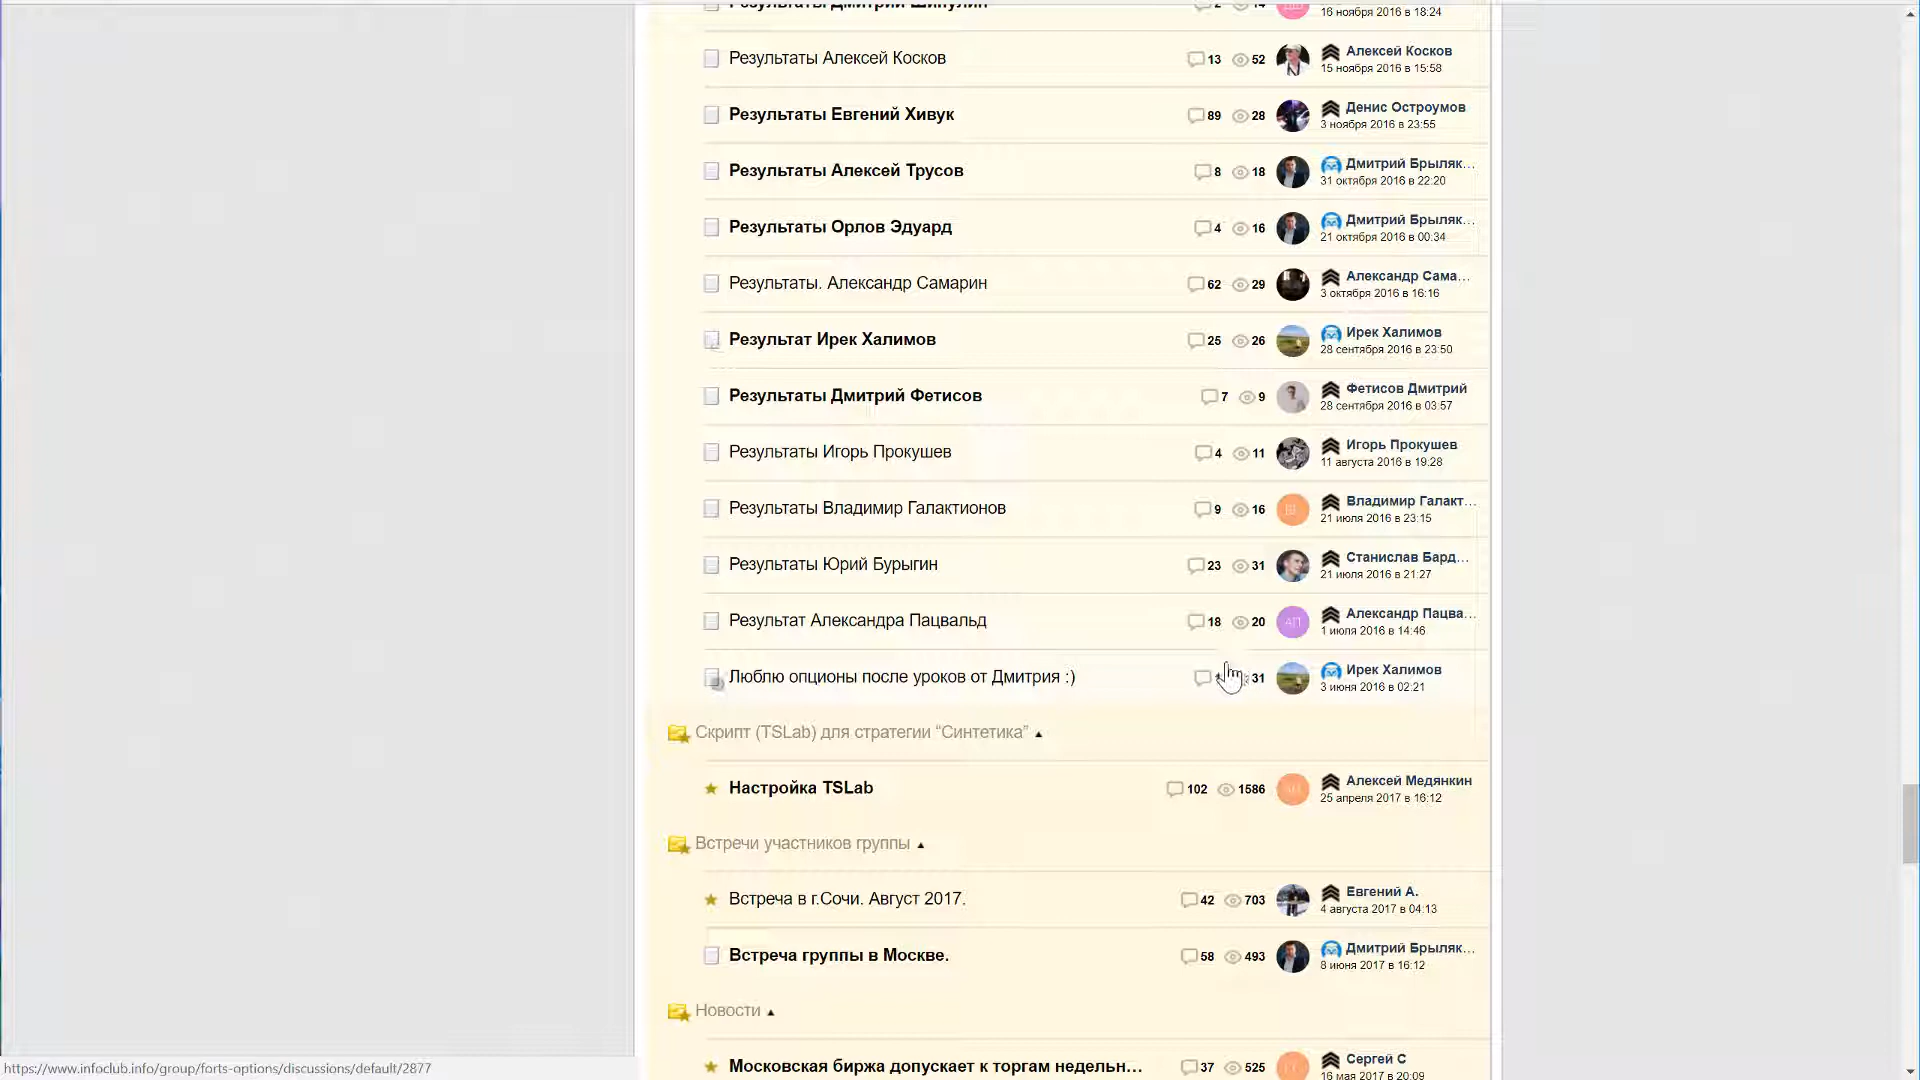 Результаты Дмитрий Шипулин 2 14
16 ноября 2016 в 18:24
Результаты Алексей Косков 13 52 Алексей Косков
15 ноября 2016 в 15:58
Результаты Евгений Хивук 89 28 Денис Остроумов
3 ноября 2016 в 23:55
Результаты Алексей Трусов 8 18 Дмитрий Брыляк...
31 октября 2016 в 22:20
Результаты Орлов Эдуард 4 16 Дмитрий Брыляк...
21 октября 2016 в 00:34
Результаты. Александр Самарин 62 29 Александр Сама...
3 октября 2016 в 16:16
Результат Ирек Халимов 25 26 Ирек Халимов
28 сентября 2016 в 23:50
Результаты Дмитрий Фетисов 7 9 Фетисов Дмитрий
28 сентября 2016 в 03:57
Результаты Игорь Прокушев 4 11 Игорь Прокушев
11 августа 2016 в 19:28
Результаты Владимир Галактионов 9 16 Владимир Галакт...
21 июля 2016 в 23:15
Результаты Юрий Бурыгин 23 31 Станислав Бард...
21 июля 2016 в 21:27
Результат Александра Пацвальд 18 20 АП Александр Пацва...
1 июля 2016 в 14:46
Люблю опционы после уроков от Дмитрия :) 31 Ирек Халимов
3 июня 2016 в 02:21
Скрипт (TSLab) для стратегии “Синтетика” ▲
Настройка TSLab 102 1586 Алексей Медянкин
25 апреля 2017 в 16:12
Встречи участников группы ▲
Встреча в г.Сочи. Август 2017. 42 703 Евгений А.
4 августа 2017 в 04:13
Встреча группы в Москве. 58 493 Дмитрий Брыляк...
8 июня 2017 в 16:12
Новости ▲
Московская биржа допускает к торгам недельн... 37 525 Сергей С
16 мая 2017 в 20:09
https://www.infoclub.info/group/forts-options/discussions/default/2877